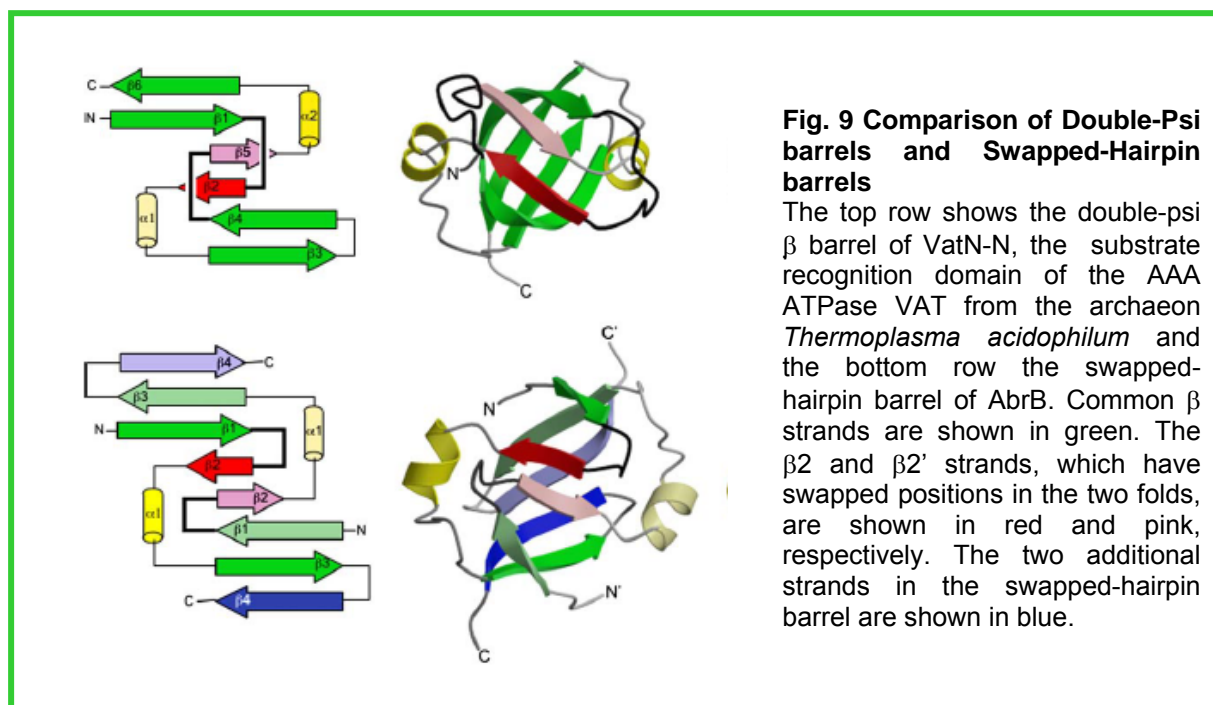 C
β6
IN
β1
α2
β5
β2
α1
β4
β3
N
C
Fig. 9 Comparison of Double-Psi
barrels and Swapped-Hairpin
barrels
The top row shows the double-psi
β barrel of VatN-N, the substrate
recognition domain of the AAA
ATPase VAT from the archaeon
Thermoplasma acidophilum and
the bottom row the swapped-
hairpin barrel of AbrB. Common β
strands are shown in green. The
β2 and β2’ strands, which have
swapped positions in the two folds,
are shown in red and pink,
respectively. The two additional
strands in the swapped-hairpin
barrel are shown in blue.
β4
C
β3
N
β1
α1
β2
α1
β2
β1
N
β3
C
β4
C'
N
N'
C